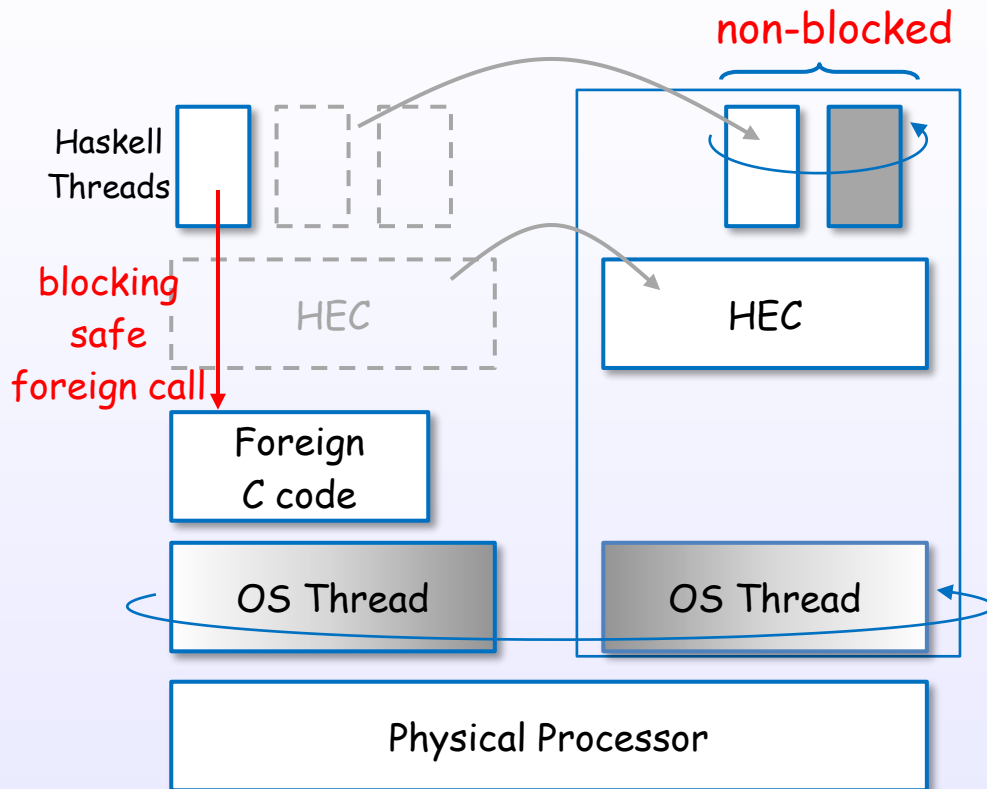 non-blocked
Haskell
Threads
blocking
safe
foreign call
HEC
HEC
Foreign
C code
OS Thread
OS Thread
Physical Processor